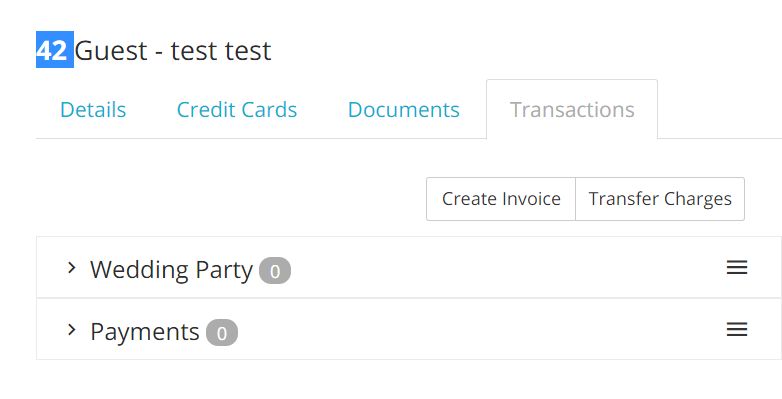 42 Guest - test test
Details Credit Cards Documents Transactions
Create Invoice Transfer Charges
Wedding Party 0
Payments 0